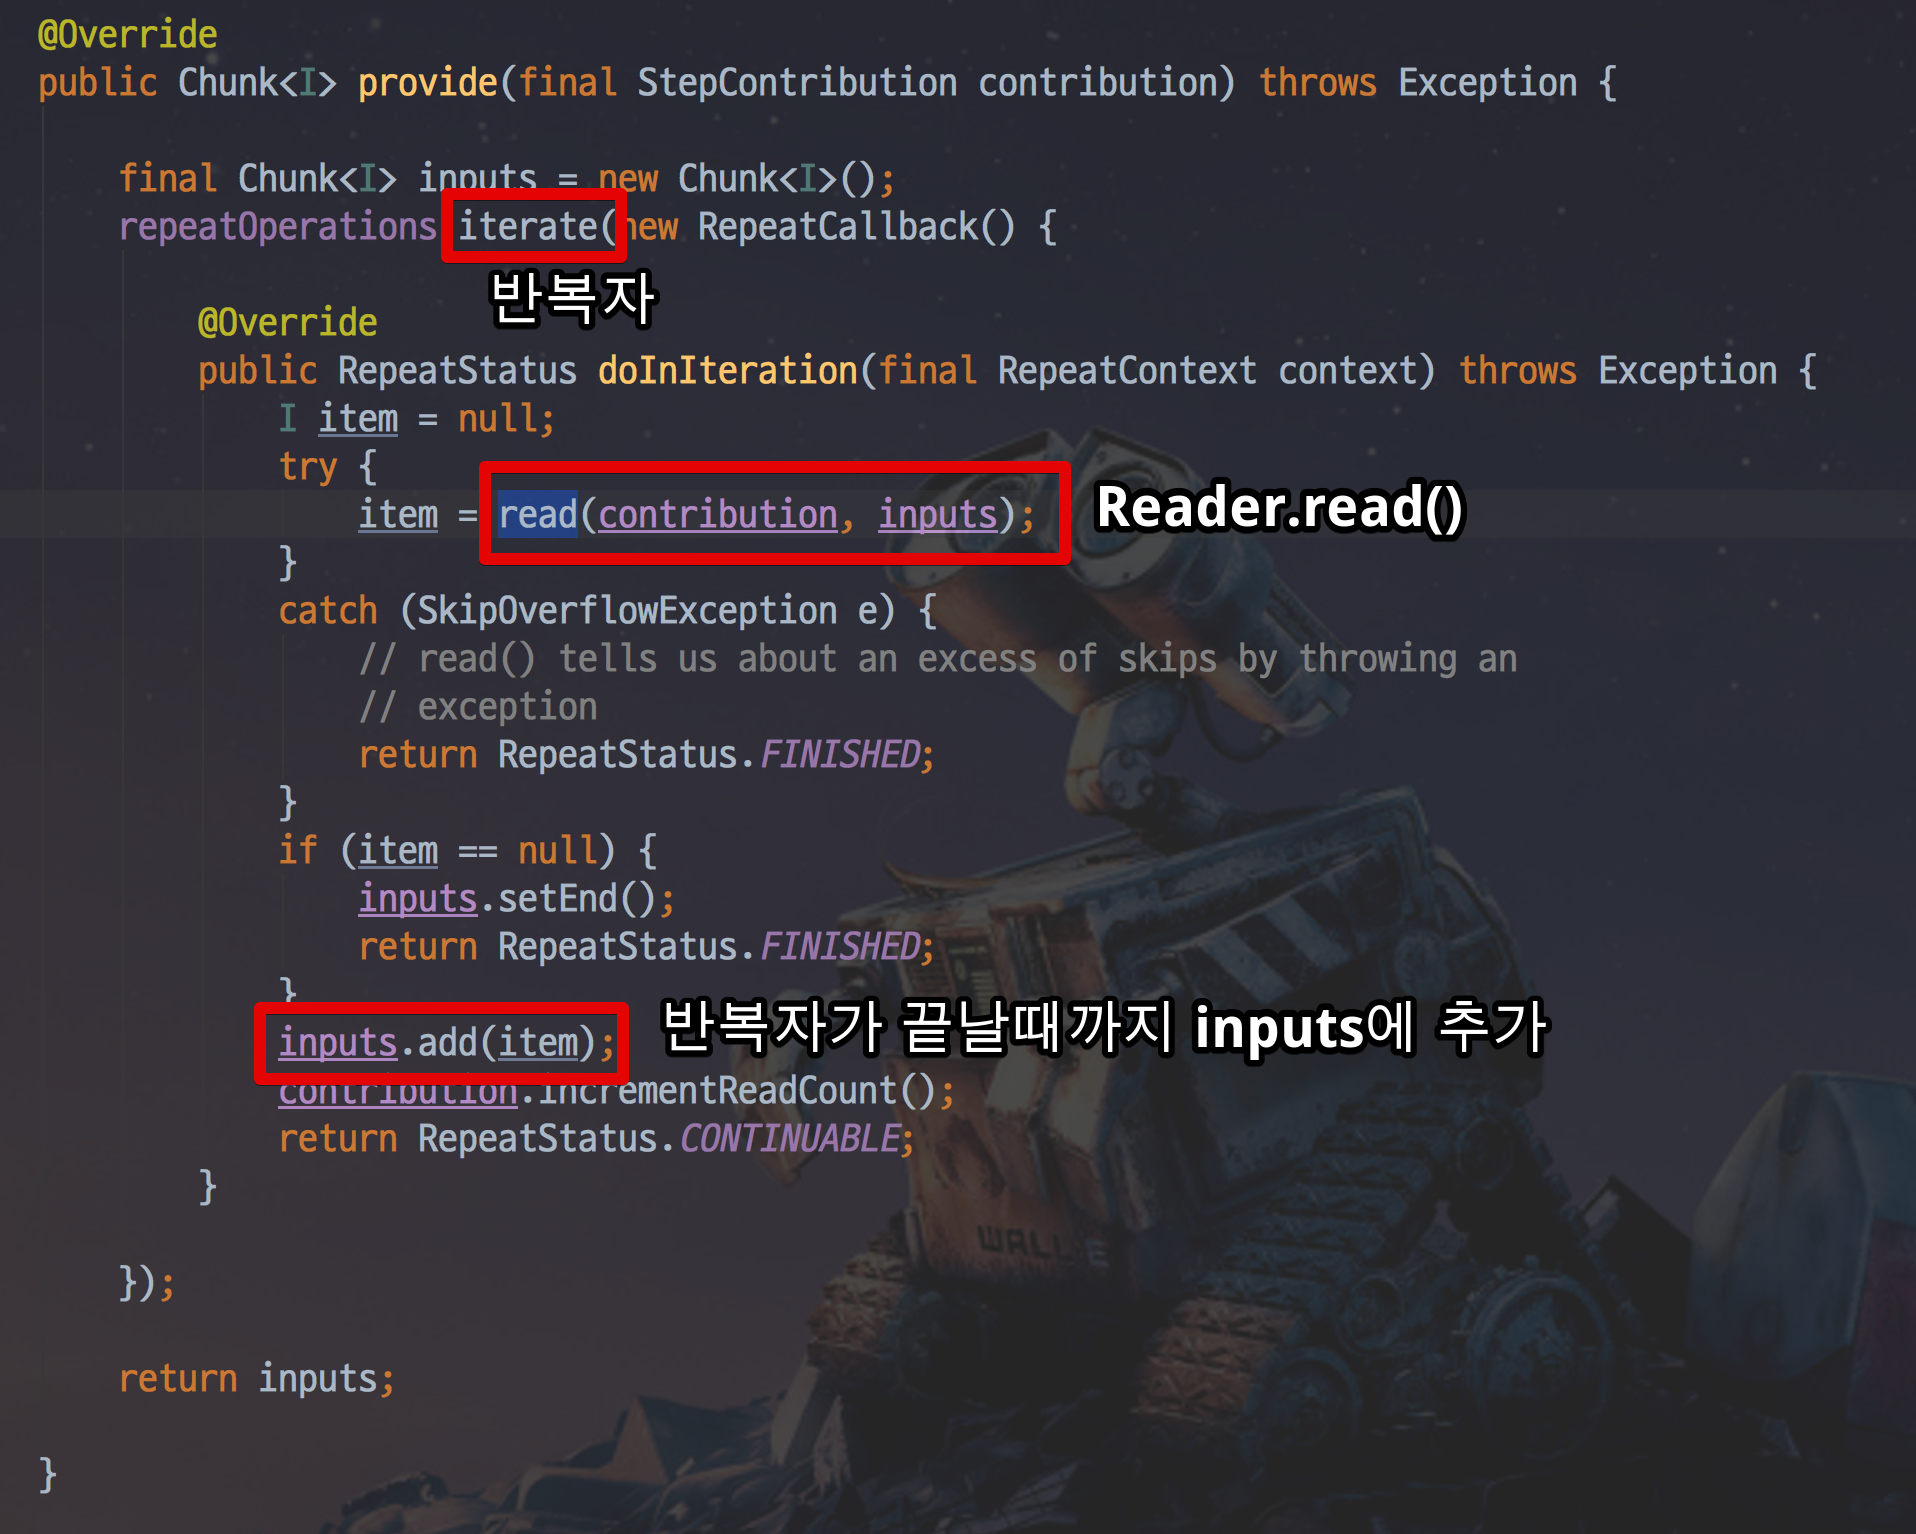 @Override
public Chunk<I> provide(final StepContribution contribution) throws Exception {
final Chunk<I> inputs = new Chunk<I>();
repeatOperations iterate(new RepeatCallback() {
반복자
@Override
public RepeatStatus doInIteration(final RepeatContext context) throws Exception {
I item = null;
try {
item = read(contribution, inputs); Reader.read()
}
catch (SkipOverflowException e) {
// read() tells us about an excess of skips by throwing an
// exception
return RepeatStatus.FINISHED;
}
if (item == null) {
inputs.setEnd();
return RepeatStatus.FINISHED;
}
inputs.add(item); 반복자가 끝날때까지 inputs에 추가
contribution.incrementReadCount();
return RepeatStatus.CONTINUABLE;
}
});
return inputs;
}
WALL